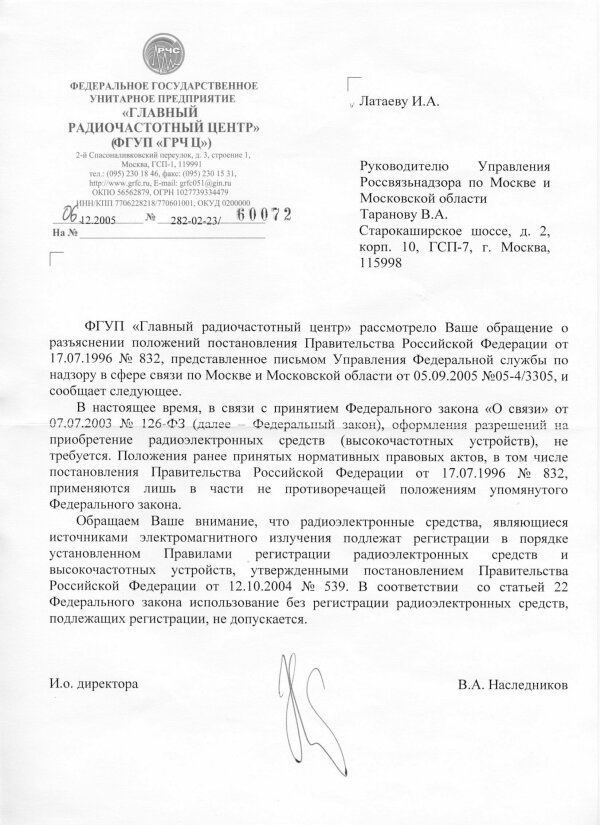 РЧС
ФЕДЕРАЛЬНОЕ ГОСУДАРСТВЕННОЕ
УНИТАРНОЕ ПРЕДПРИЯТИЕ
«ГЛАВНЫЙ
РАДИОЧАСТОТНЫЙ ЦЕНТР»
(ФГУП «ГРЧЦ»)
2-й Спасоналивковский переулок, д. 3, строение 1,
Москва, ГСП-1, 119991
тел.: (095) 230 18 46, факс: (095) 230 15 31,
http://www.grfc.ru, E-mail: grfc051@gin.ru
ОКПО 56562879, ОГРН 1027739334479
ИНН/КПП 7706228218/770601001, ОКУД 0200000
06.12.2005 № 282-02-23/ 60072
На №
Латаеву И.А.
Руководителю Управления
Россвязьнадзора по Москве и
Московской области
Таранову В.А.
Старокаширское шоссе, д. 2,
корп. 10, ГСП-7, г. Москва,
115998
ФГУП «Главный радиочастотный центр» рассмотрело Ваше обращение о
разъяснении положений постановления Правительства Российской Федерации от
17.07.1996 № 832, представленное письмом Управления Федеральной службы по
надзору в сфере связи по Москве и Московской области от 05.09.2005 №05-4/3305, и
сообщает следующее.
В настоящее время, в связи с принятием Федерального закона «О связи» от
07.07.2003 № 126-ФЗ (далее – Федеральный закон), оформления разрешений на
приобретение радиоэлектронных средств (высокочастотных устройств), не
требуется. Положения ранее принятых нормативных правовых актов, в том числе
постановления Правительства Российской Федерации от 17.07.1996 № 832,
применяются лишь в части не противоречащей положениям упомянутого
Федерального закона.
Обращаем Ваше внимание, что радиоэлектронные средства, являющиеся
источниками электромагнитного излучения подлежат регистрации в порядке
установленном Правилами регистрации радиоэлектронных средств и
высокочастотных устройств, утвержденными постановлением Правительства
Российской Федерации от 12.10.2004 № 539. В соответствии со статьей 22
Федерального закона использование без регистрации радиоэлектронных средств,
подлежащих регистрации, не допускается.
И.о. директора В.А. Наследников